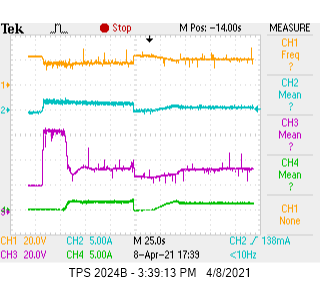 Tek
Stop
M Pos: -14.00s
MEASURE
CH1
Freq
?
CH2
Mean
?
CH3
Mean
?
CH4
Mean
?
CH1
None
1
2
CH1 20.0V CH2 5.00A M 25.0s CH2 138mA
CH3 20.0V CH4 5.00A 8-Apr-21 17:39 <10Hz
TPS 2024B - 3:39:13 PM 4/8/2021